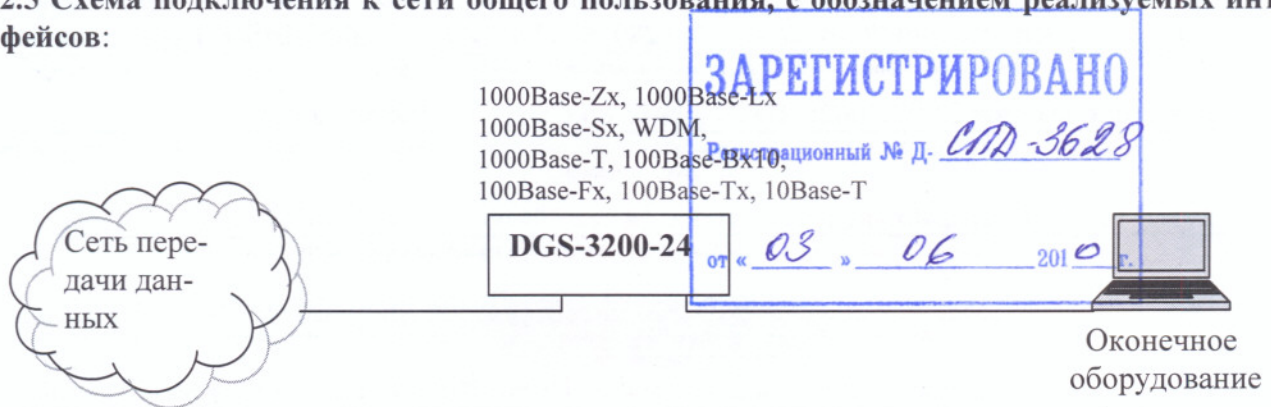 2.3 Схема подключения к сети общего пользования, с обозначением реализуемых инт
фейсов:
ЗАРЕГИСТРИРОВАНО
1000Base-Zx, 1000Base-Lx
1000Base-Sx, WDM,
Регистрационный № Д- СПД-3628
1000Base-T, 100Base-Bx10,
100Base-Fx, 100Base-Tx, 10Base-T
DGS-3200-24
от « 03 » 06 2010 г.
Сеть пере-
дачи дан-
ных
Оконечное
оборудование